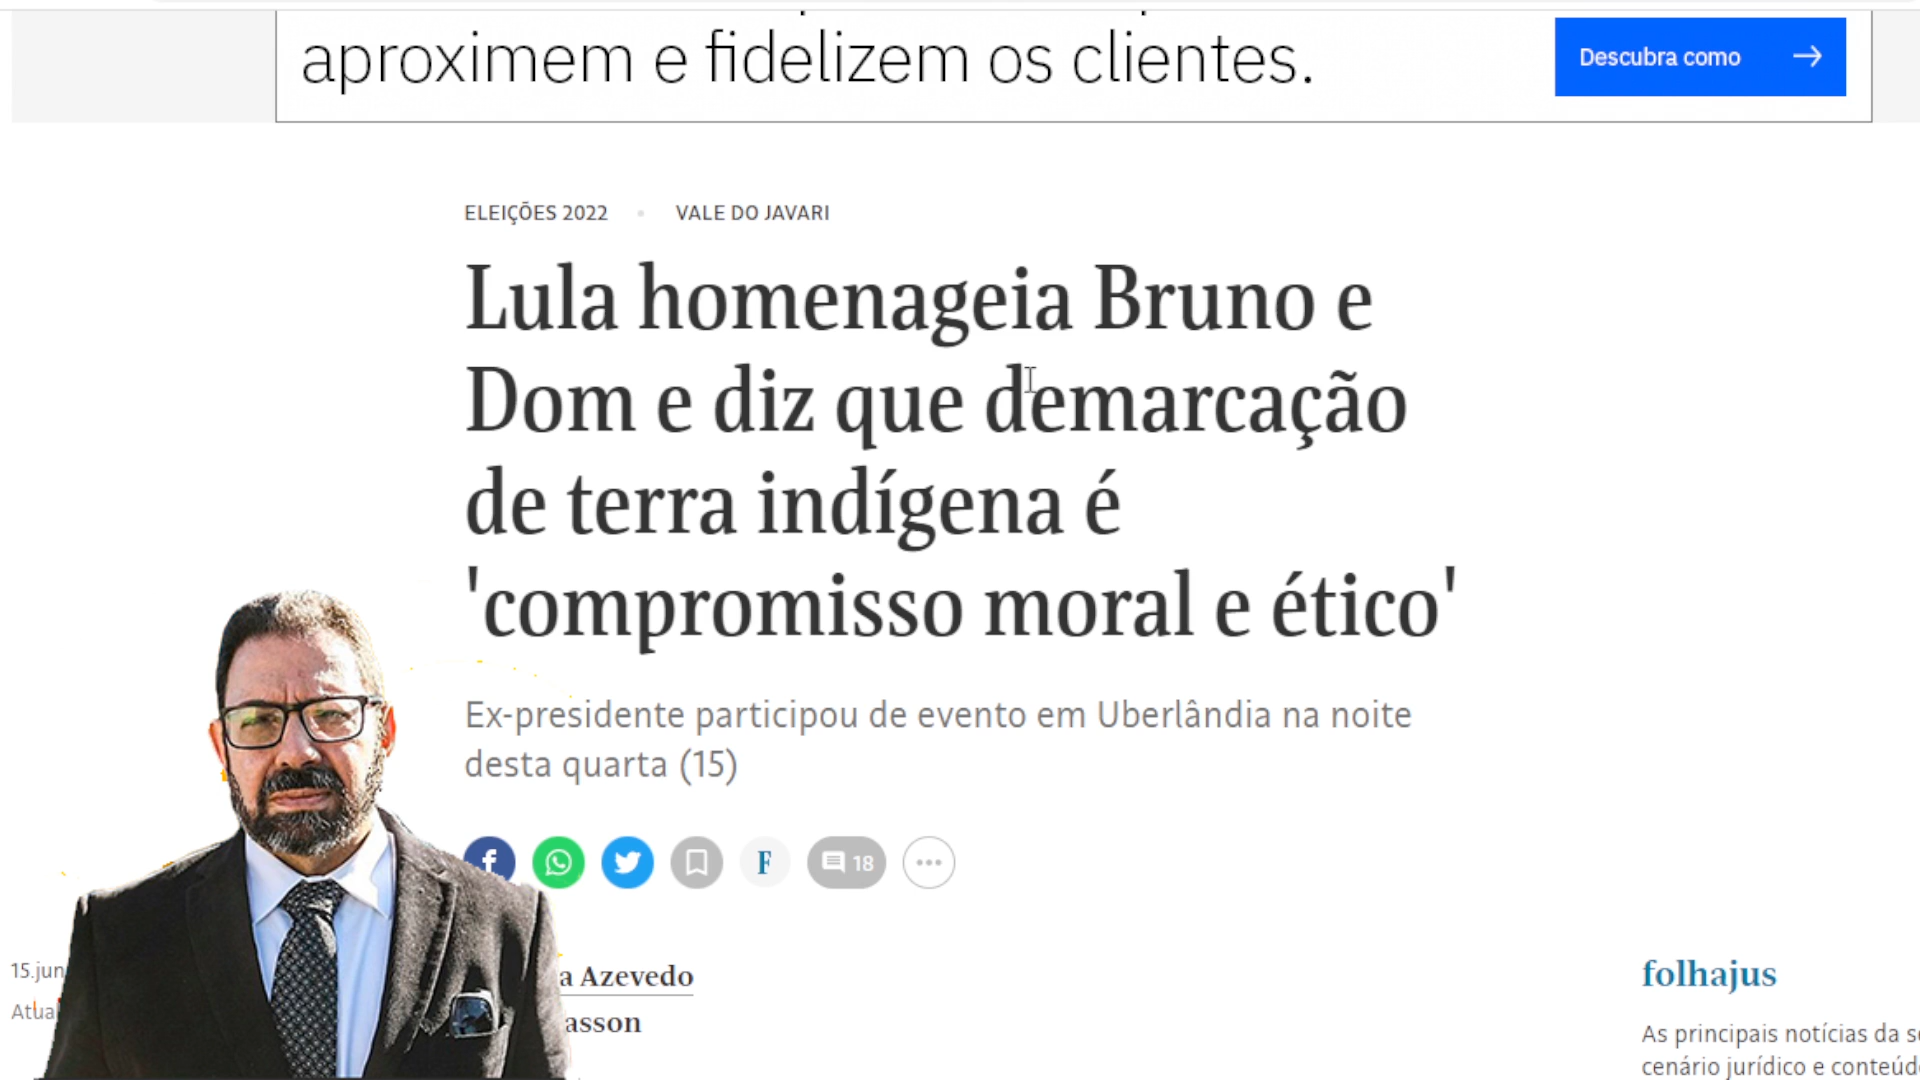 aproximem e fidelizem os clientes.
Descubra como
ELEIÇÕES 2022 • VALE DO JAVARI
Lula homenageia Bruno e
Dom e diz que demarcação
de terra indígena é
'compromisso moral e ético'
Ex-presidente participou de evento em Uberlândia na noite
desta quarta (15)
f
F
18
15.jun
a Azevedo
Atua
asson
folhajus
As principais notícias da s
cenário jurídico e conteúd